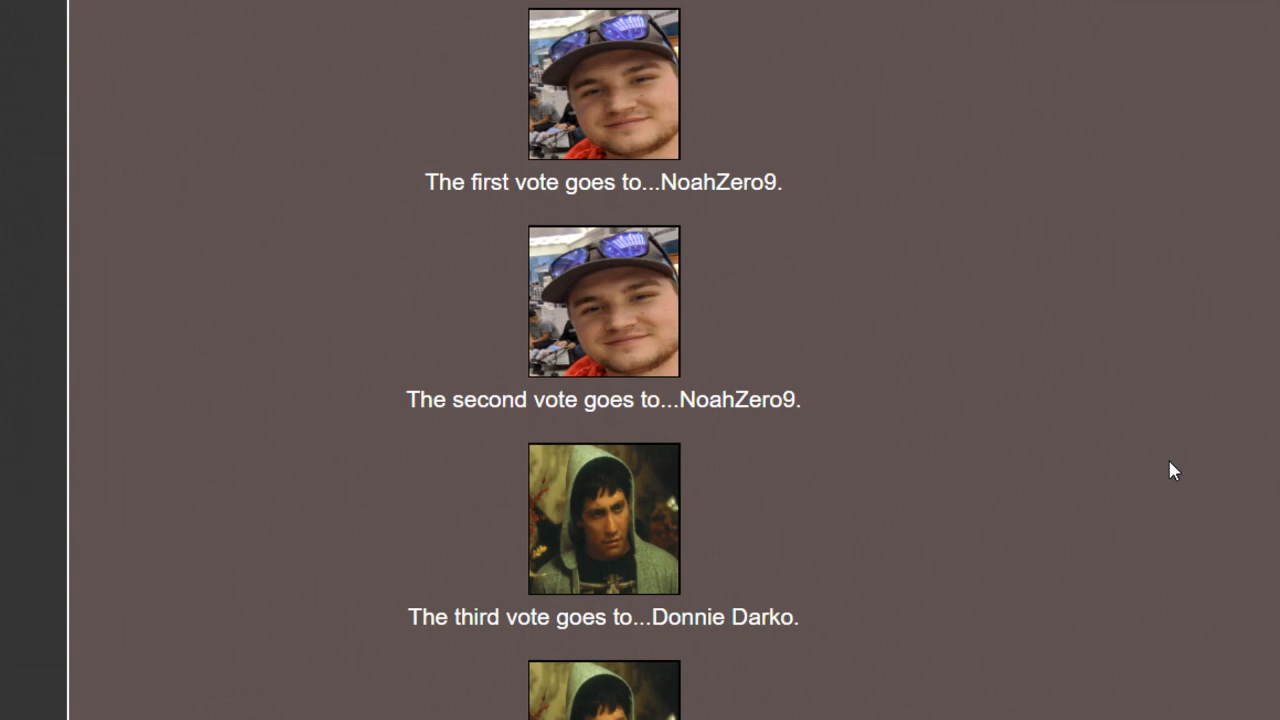 The first vote goes to...NoahZero9.
The second vote goes to...NoahZero9.
The third vote goes to...Donnie Darko.